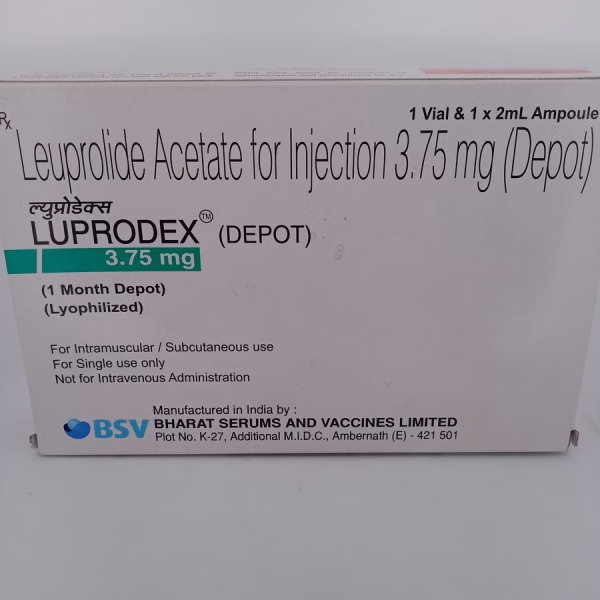 Rx
1 Vial & 1 x 2mL Ampoule
Leuprolide Acetate for Injection 3.75 mg (Depot)
ल्युप्रोडेक्स
LUPRODEX™ (DEPOT)
3.75 mg
(1 Month Depot)
(Lyophilized)
For Intramuscular / Subcutaneous use
For Single use only
Not for Intravenous Administration
Manufactured in India by :
BSV BHARAT SERUMS AND VACCINES LIMITED
Plot No. K-27, Additional M.I.D.C., Ambernath (E) - 421 501